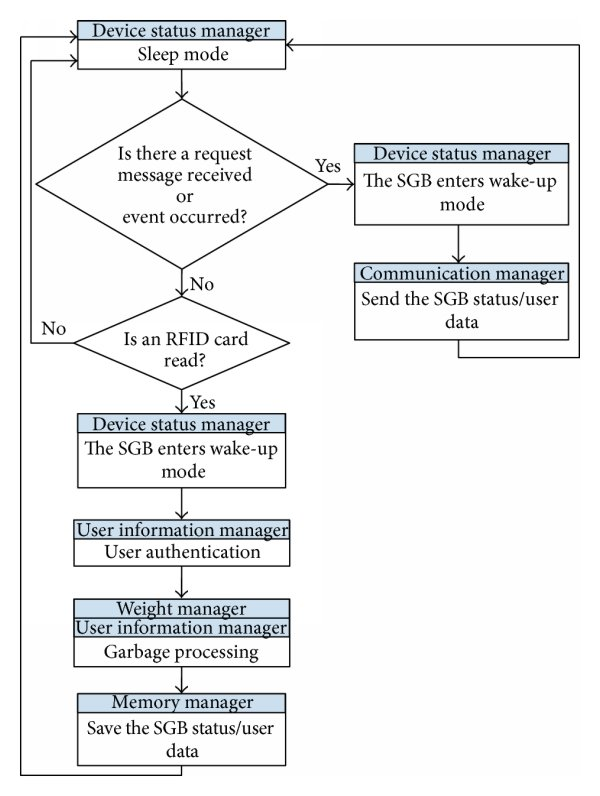 Device status manager
Sleep mode
Is there a request
message received
or
event occurred?
Yes
Device status manager
The SGB enters wake-up
mode
Communication manager
Send the SGB status/user
data
No
Is an RFID card
read?
No
Yes
Device status manager
The SGB enters wake-up
mode
User information manager
User authentication
Weight manager
User information manager
Garbage processing
Memory manager
Save the SGB status/user
data